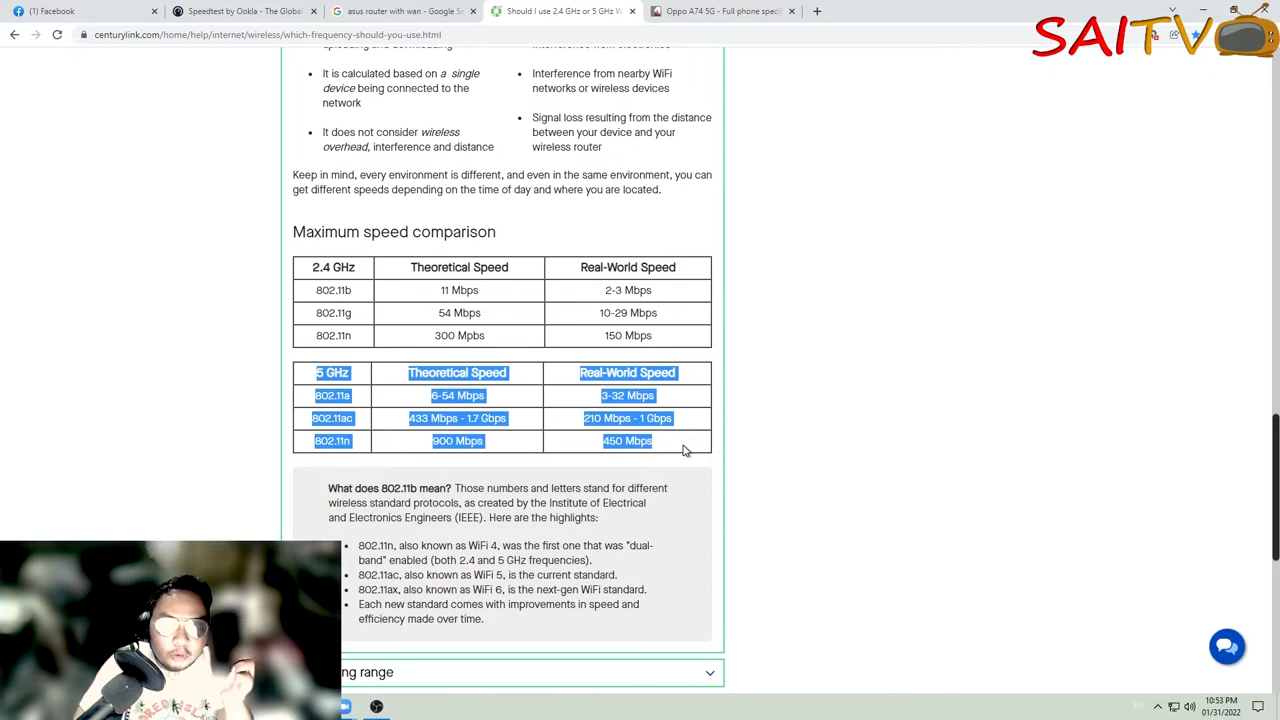 (1) Facebook
Speedtest by Ookla - The Global
asus router with wan - Google Se
Should I use 2.4 GHz or 5 GHz W
Oppo A74 5G - Full phone specif
centurylink.com/home/help/internet/wireless/which-frequency-should-you-use.html
SAITV
It is calculated based on a single
device being connected to the
network
It does not consider wireless
overhead, interference and distance
Interference from nearby WiFi
networks or wireless devices
Signal loss resulting from the distance
between your device and your
wireless router
Keep in mind, every environment is different, and even in the same environment, you can
get different speeds depending on the time of day and where you are located.
Maximum speed comparison
2.4 GHz Theoretical Speed Real-World Speed
802.11b 11 Mbps 2-3 Mbps
802.11g 54 Mbps 10-29 Mbps
802.11n 300 Mpbs 150 Mbps
5 GHz Theoretical Speed Real-World Speed
802.11a 6-54 Mbps 3-32 Mbps
802.11ac 433 Mbps - 1.7 Gbps 210 Mbps - 1 Gbps
802.11n 900 Mbps 450 Mbps
What does 802.11b mean? Those numbers and letters stand for different
wireless standard protocols, as created by the Institute of Electrical
and Electronics Engineers (IEEE). Here are the highlights:
802.11n, also known as WiFi 4, was the first one that was "dual-
band" enabled (both 2.4 and 5 GHz frequencies).
802.11ac, also known as WiFi 5, is the current standard.
802.11ax, also known as WiFi 6, is the next-gen WiFi standard.
Each new standard comes with improvements in speed and
efficiency made over time.
ng range
10:53 PM
01/31/2022